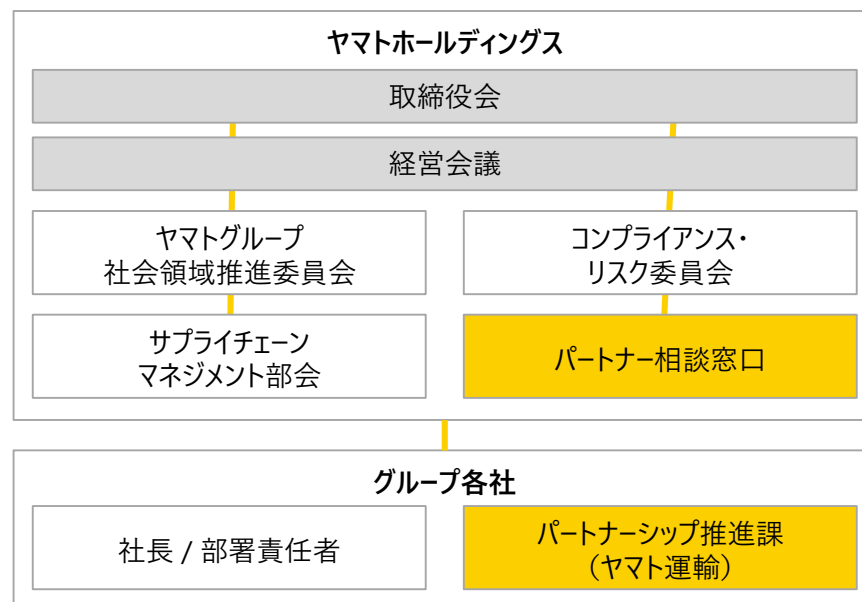 ヤマトホールディングス
取締役会
経営会議
ヤマトグループ
社会領域推進委員会
コンプライアンス・
リスク委員会
サプライチェーン
マネジメント部会
パートナー相談窓口
グループ各社
社長 / 部署責任者
パートナーシップ推進課
(ヤマト運輸)